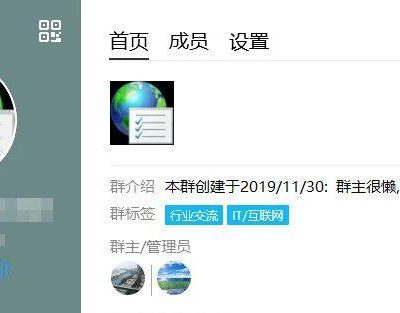 首页 成员 设置
群介绍 本群创建于2019/11/30: 群主很懒,
群标签 行业交流 IT/互联网
群主/管理员